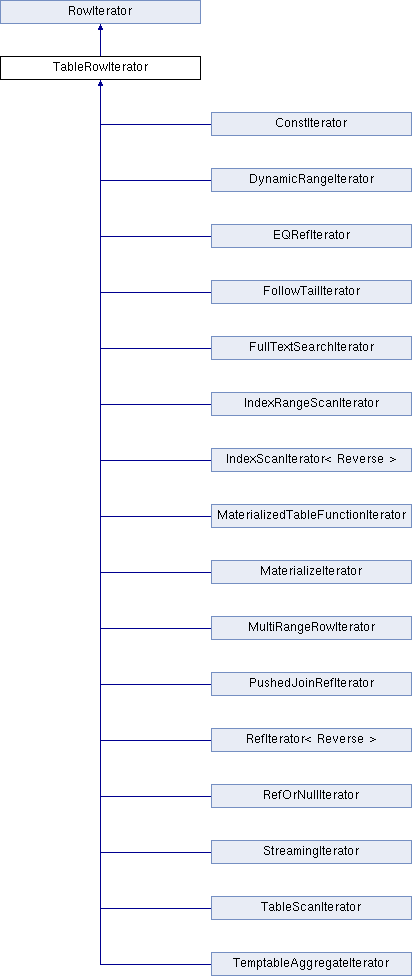 RowIterator
TableRowIterator
ConstIterator
DynamicRangeIterator
EQRefIterator
FollowTailIterator
FullTextSearchIterator
IndexRangeScanIterator
IndexScanIterator< Reverse >
MaterializedTableFunctionIterator
MaterializeIterator
MultiRangeRowIterator
PushedJoinRefIterator
RefIterator< Reverse >
RefOrNullIterator
StreamingIterator
TableScanIterator
TemptableAggregateIterator